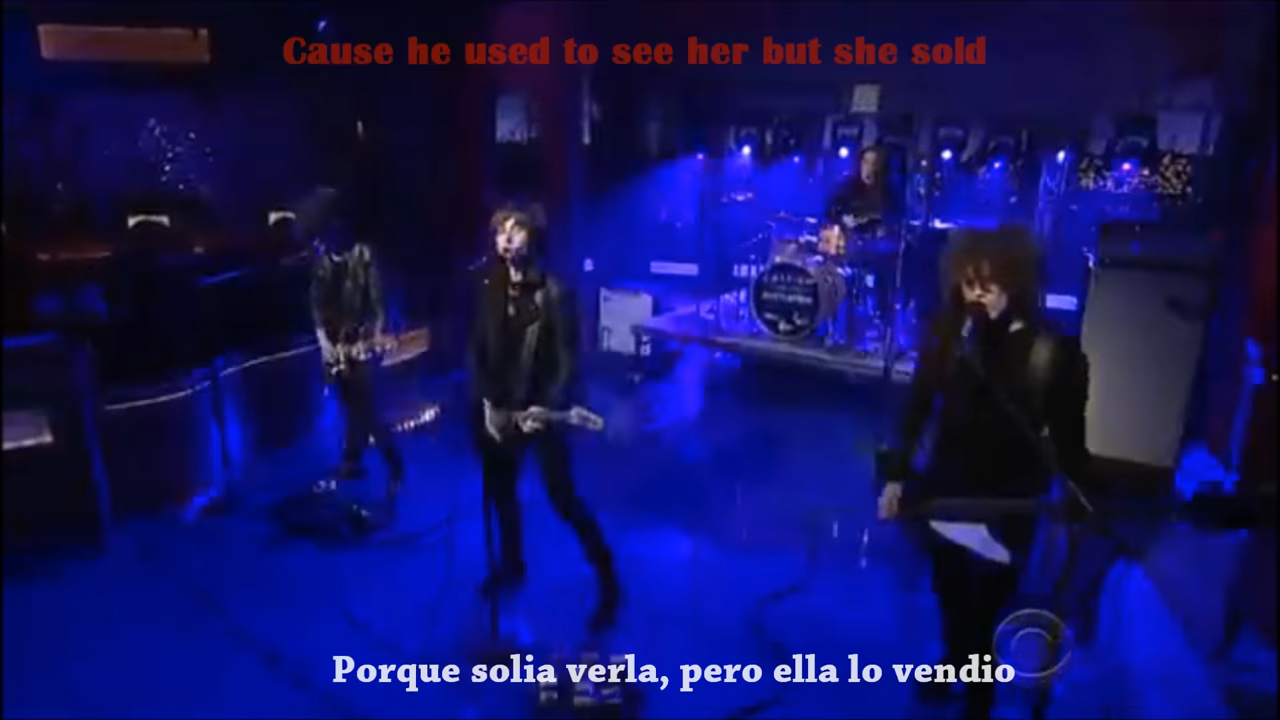 Cause he used to see her but she sold
Porque solia verla, pero ella lo vendio